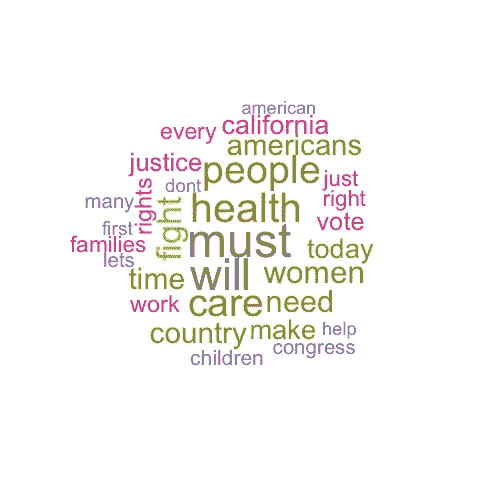 american
every california
americans
justice people
dont just
many rights right
health
first fight vote
families must
lets today
time will women
work care need
country make help
congress
children